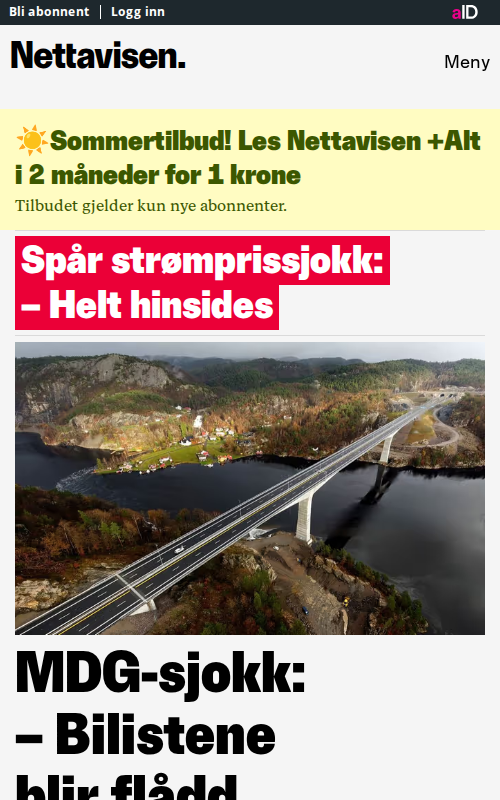 Bli abonnent
Logg inn
aID
Nettavisen.
Meny
Sommertilbud! Les Nettavisen +Alt
i 2 måneder for 1 krone
Tilbudet gjelder kun nye abonnenter.
Spår strømprissjokk:
– Helt hinsides
MDG-sjokk:
– Bilistene
blir flådd